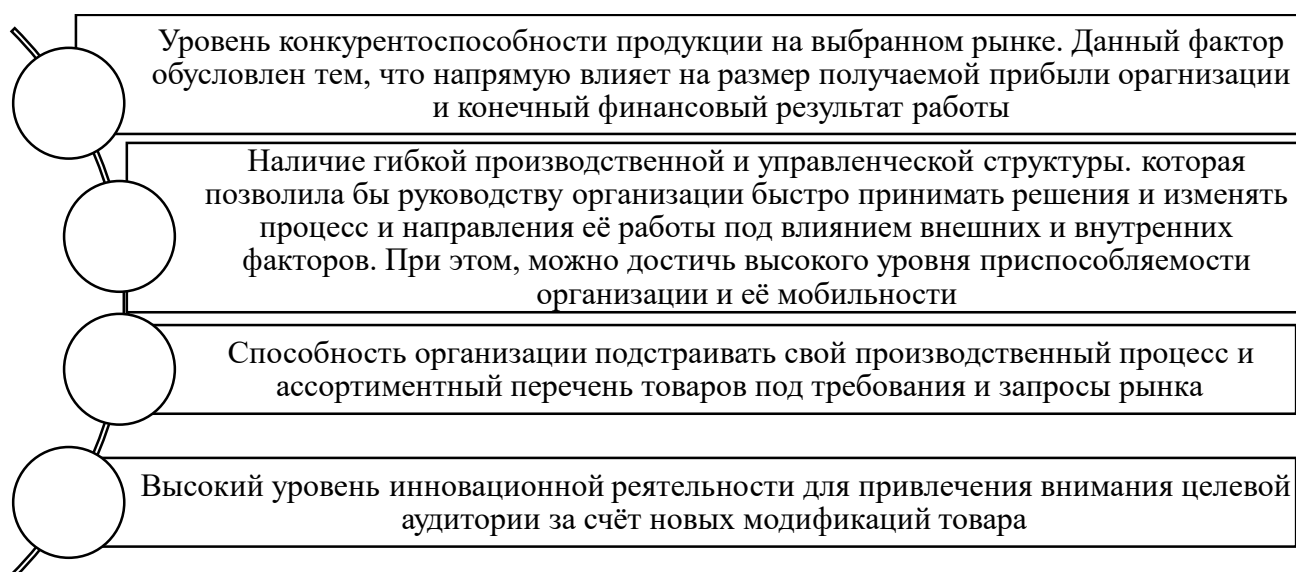 Уровень конкурентоспособности продукции на выбранном рынке. Данный фактор
обусловлен тем, что напрямую влияет на размер получаемой прибыли орагнизации
и конечный финансовый результат работы
Наличие гибкой производственной и управленческой структуры. которая
позволила бы руководству организации быстро принимать решения и изменять
процесс и направления её работы под влиянием внешних и внутренних
факторов. При этом, можно достичь высокого уровня приспособляемости
организации и её мобильности
Способность организации подстраивать свой производственный процесс и
ассортиментный перечень товаров под требования и запросы рынка
Высокий уровень инновационной реятельности для привлечения внимания целевой
аудитории за счёт новых модификаций товара